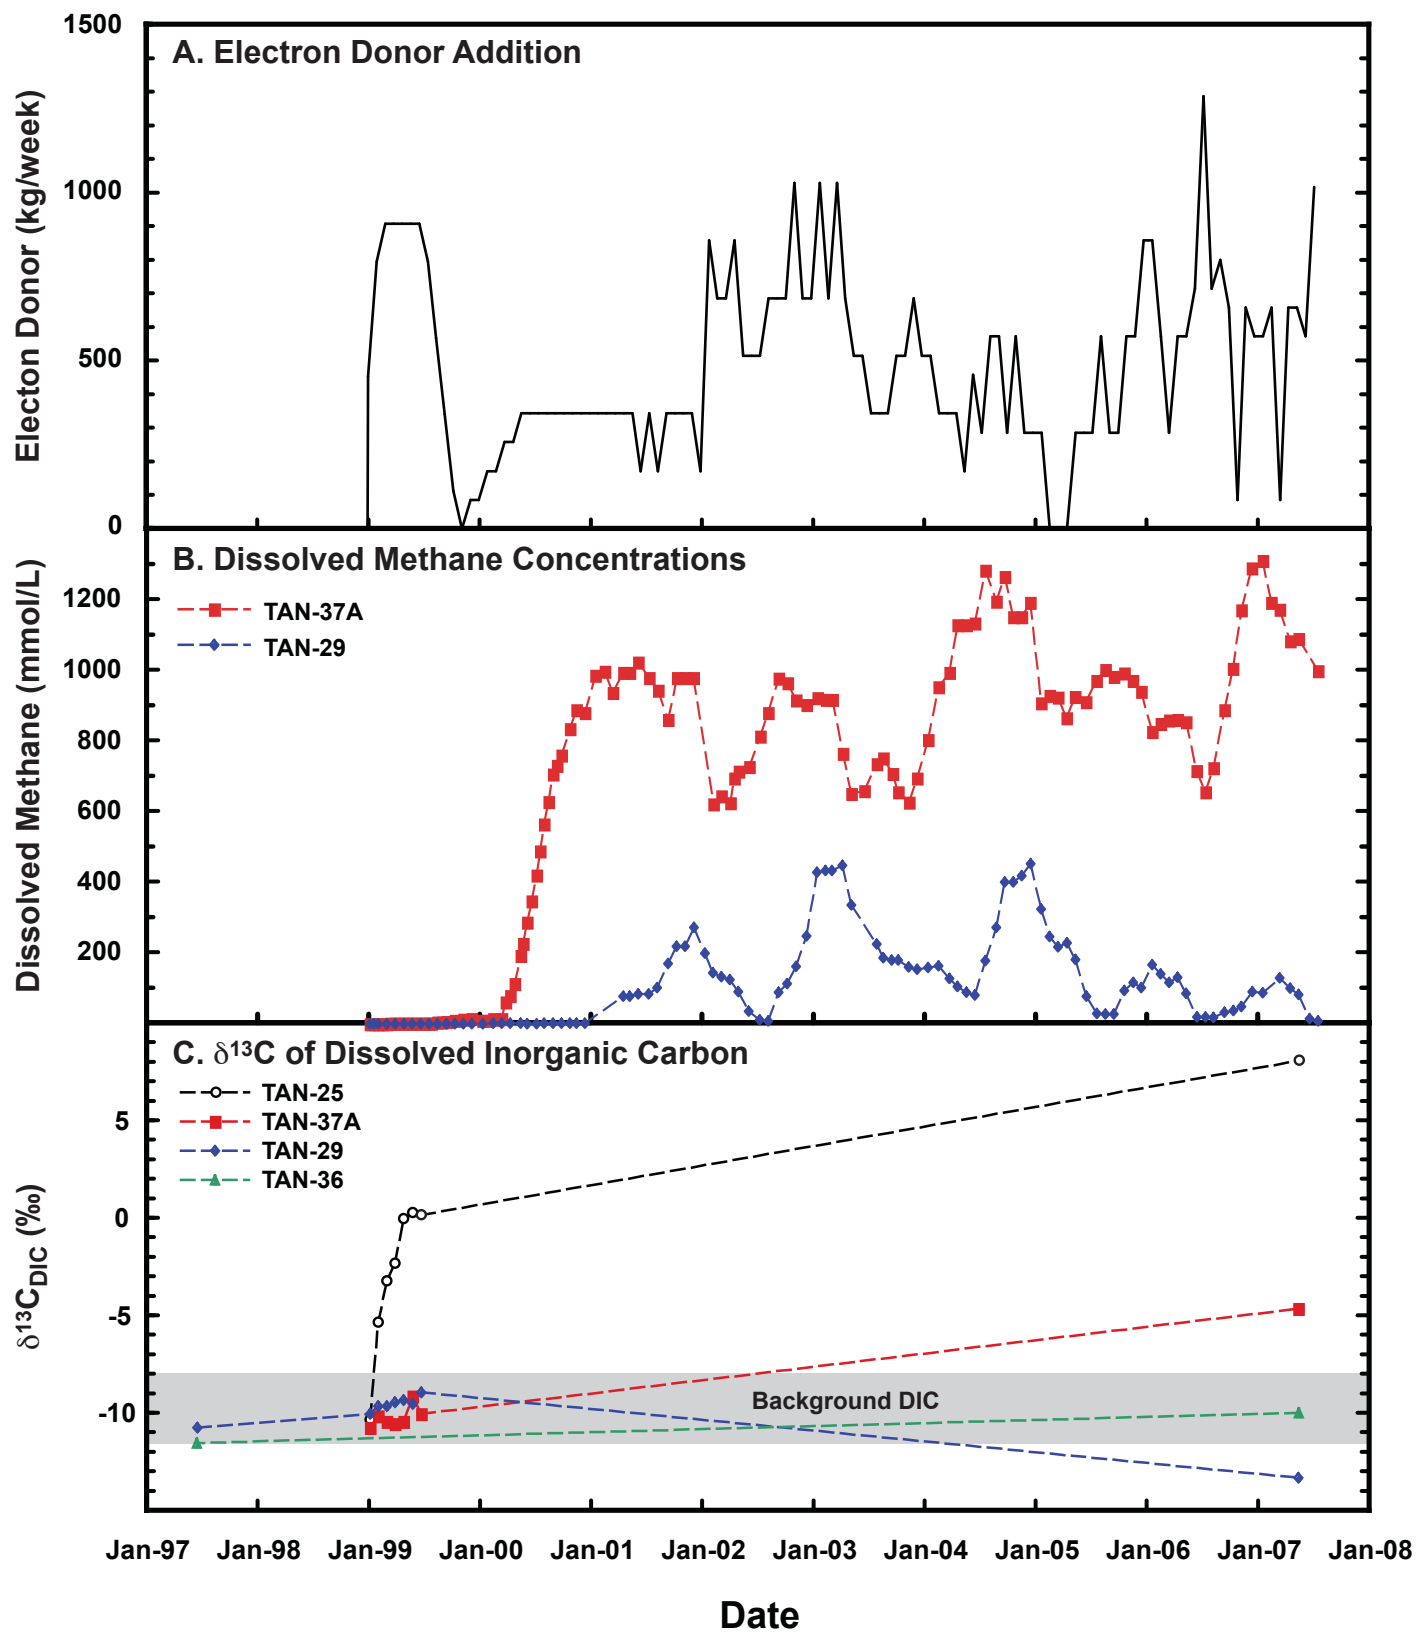 A. Electron Donor Addition
Electon Donor (kg/week)
1500
1000
500
0
B. Dissolved Methane Concentrations
TAN-37A
TAN-29
Dissolved Methane (mmol/L)
1200
1000
800
600
400
200
C. δ¹³C of Dissolved Inorganic Carbon
TAN-25
TAN-37A
TAN-29
TAN-36
δ¹³C_DIC (‰)
5
0
-5
-10
Background DIC
Jan-97 Jan-98 Jan-99 Jan-00 Jan-01 Jan-02 Jan-03 Jan-04 Jan-05 Jan-06 Jan-07 Jan-08
Date